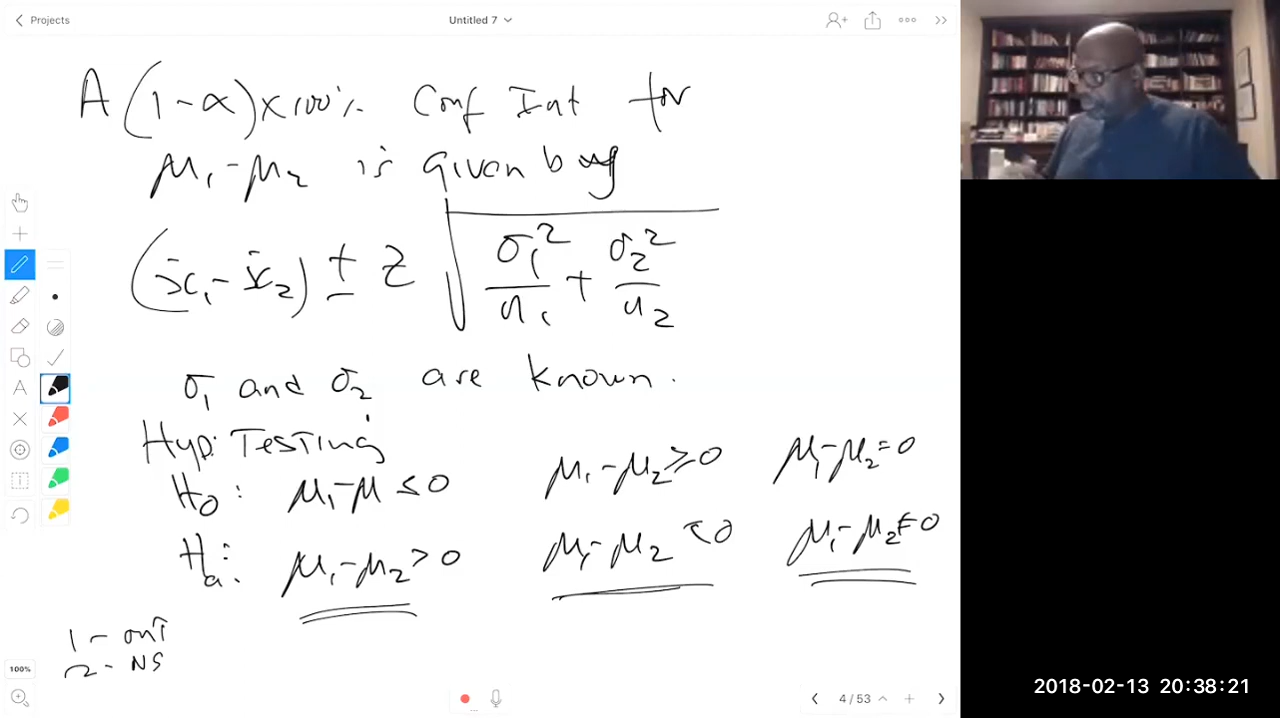 Projects
Untitled 7
A (1-α)×100% Conf Int for
μ₁-μ₂ is given by
(x̄₁-x̄₂) ± z √(σ₁²/n₁ + σ₂²/n₂)
σ₁ and σ₂ are known.
Hyp. Testing
H₀: μ₁-μ ≤ 0 μ₁-μ₂ ≥ 0 μ₁-μ₂ = 0
Hₐ: μ₁-μ₂ > 0 μ₁-μ₂ < 0 μ₁-μ₂ ≠ 0
1 - ont
2 - NS
100%
4 / 53
2018-02-13 20:38:21